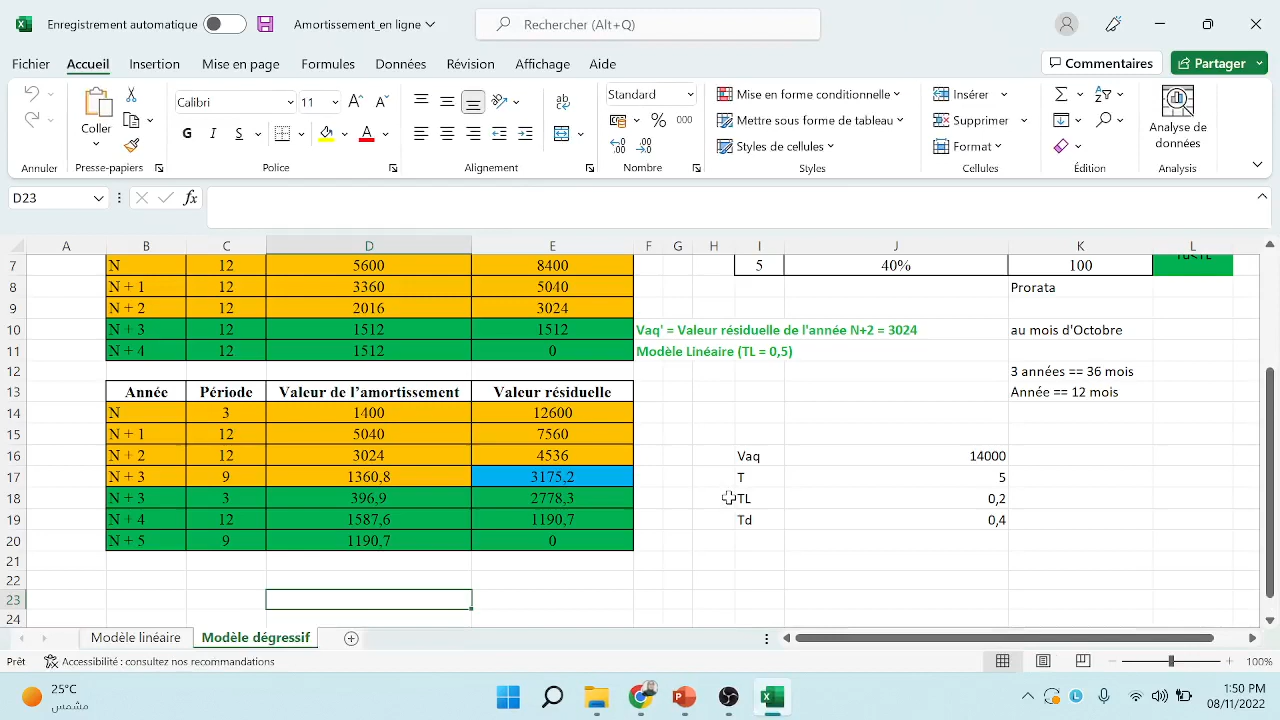 Enregistrement automatique
Amortissement_en ligne
Rechercher (Alt+Q)
Fichier Accueil Insertion Mise en page Formules Données Révision Affichage Aide
Commentaires
Partager
Coller
Calibri 11
G I S
Standard
% 000
Mise en forme conditionnelle
Mettre sous forme de tableau
Styles de cellules
Insérer
Supprimer
Format
Analyse de
données
Annuler Presse-papiers Police Alignement Nombre Styles Cellules Édition Analysis
D23
fx
A B C D E F G H I J K L
7 N 12 5600 8400 5 40% 100
8 N + 1 12 3360 5040 Prorata
9 N + 2 12 2016 3024
10 N + 3 12 1512 1512 Vaq' = Valeur résiduelle de l'année N+2 = 3024 au mois d'Octobre
11 N + 4 12 1512 0 Modèle Linéaire (TL = 0,5)
12 3 années == 36 mois
13 Année Période Valeur de l’amortissement Valeur résiduelle Année == 12 mois
14 N 3 1400 12600
15 N + 1 12 5040 7560
16 N + 2 12 3024 4536 Vaq 14000
17 N + 3 9 1360,8 3175,2 T 5
18 N + 3 3 396,9 2778,3 TL 0,2
19 N + 4 12 1587,6 1190,7 Td 0,4
20 N + 5 9 1190,7 0
21
22
23
24
Modèle linéaire Modèle dégressif
Prêt Accessibilité : consultez nos recommandations 100%
25°C
مشمس
1:50 PM
08/11/2022